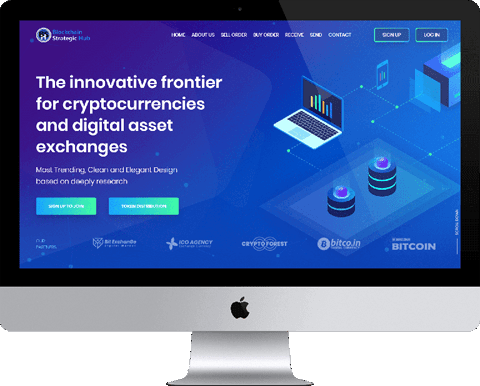 Blockchain
Strategic Hub
HOME ABOUT US SELL ORDER BUY ORDER RECEIVE SEND CONTACT
SIGN UP
LOG IN
The innovative frontier
for cryptocurrencies
and digital asset
exchanges
Most Trending, Clean and Elegant Design
based on deeply research
SIGN UP TO JOIN
TOKEN DISTRIBUTION
OUR
PARTNERS
Bit Exchange
ICO AGENCY
CRYPTO FOREST
bitco.in
BITCOIN